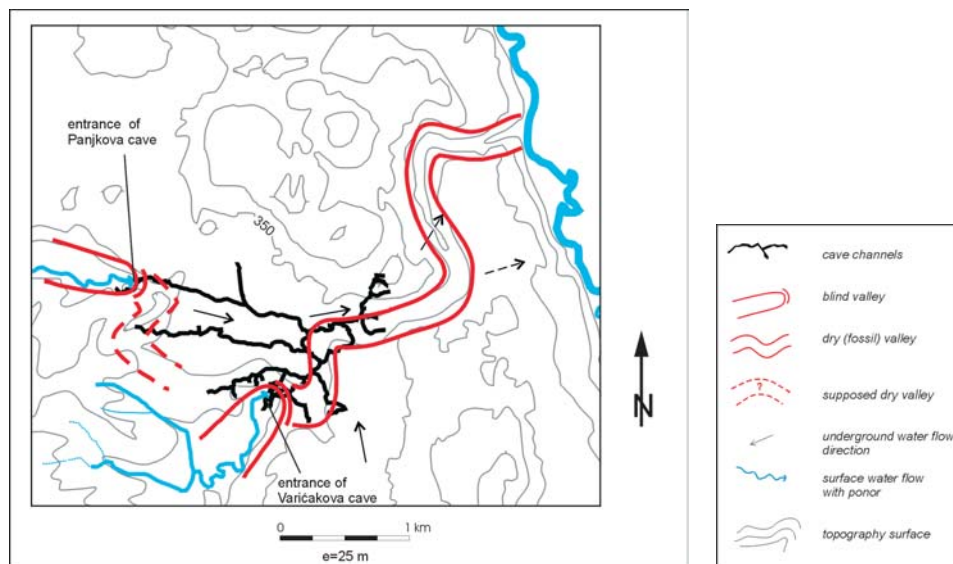 entrance of
Panjkova cave
350
entrance of
Varićakova cave
0 1 km
e=25 m
N
cave channels
blind valley
dry (fossil) valley
?
supposed dry valley
underground water flow
direction
surface water flow
with ponor
topography surface